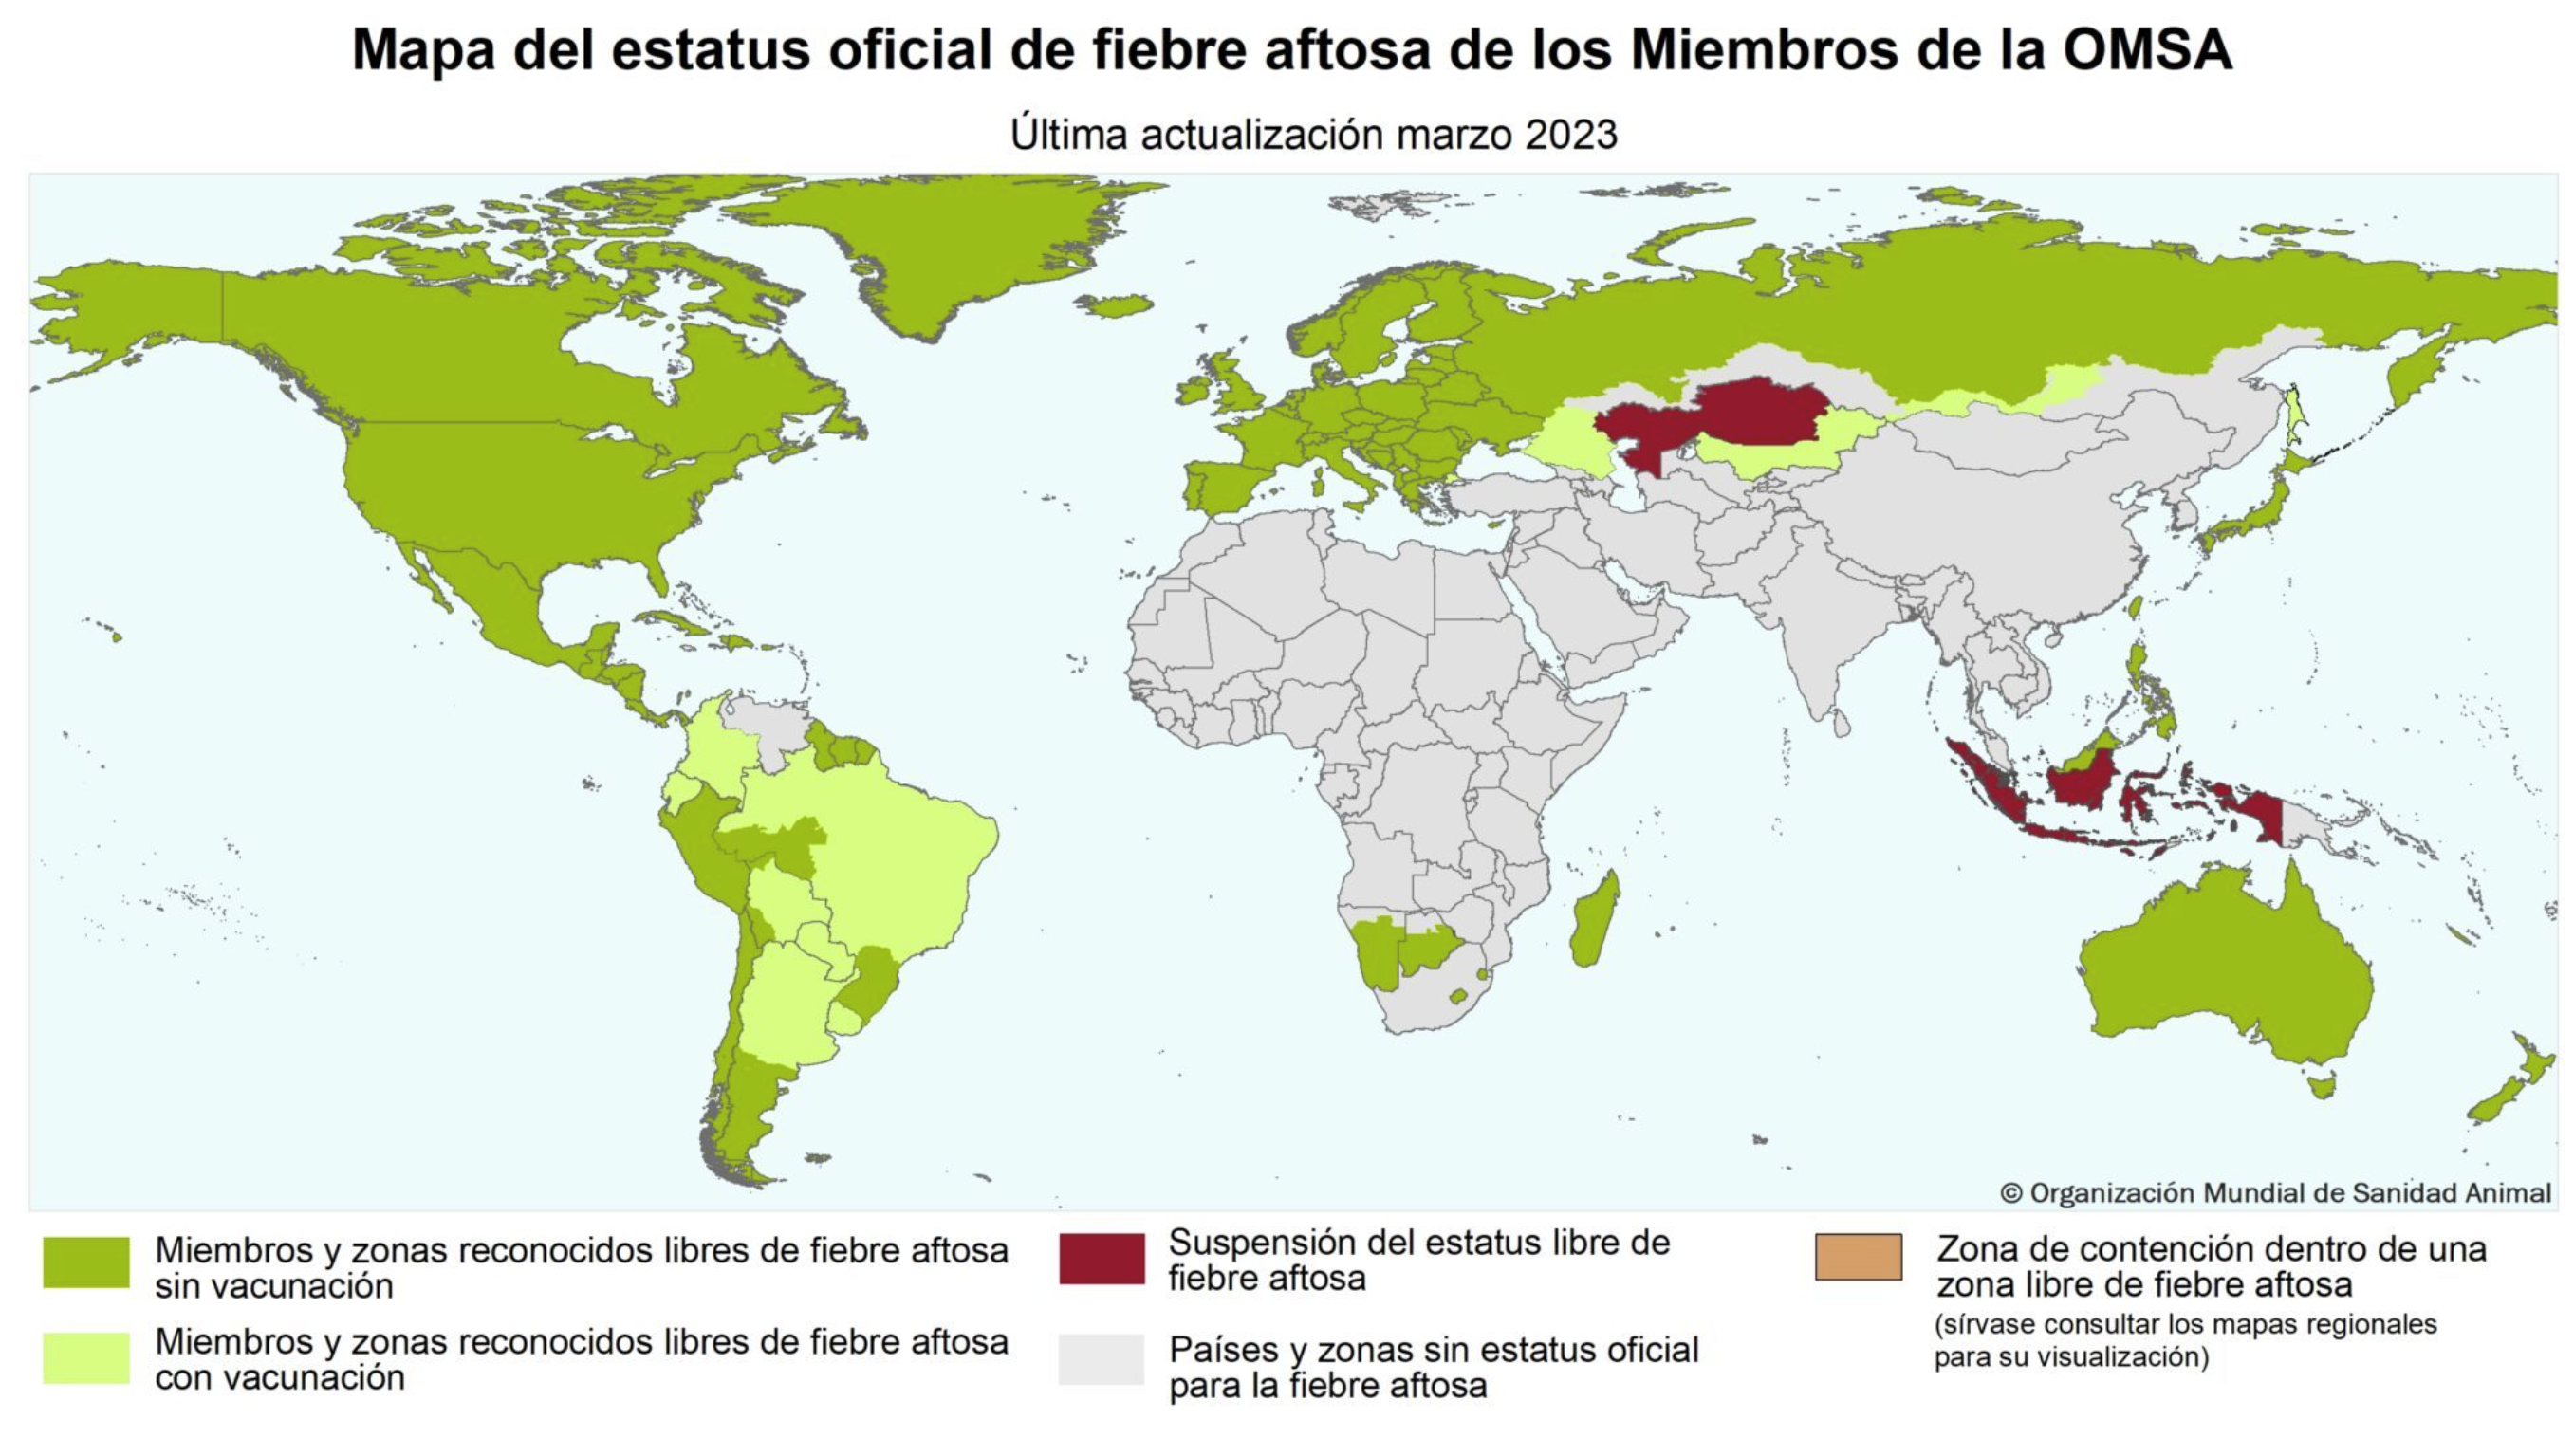 Mapa del estatus oficial de fiebre aftosa de los Miembros de la OMSA
Última actualización marzo 2023
© Organización Mundial de Sanidad Animal
Miembros y zonas reconocidos libres de fiebre aftosa
sin vacunación
Miembros y zonas reconocidos libres de fiebre aftosa
con vacunación
Suspensión del estatus libre de
fiebre aftosa
Países y zonas sin estatus oficial
para la fiebre aftosa
Zona de contención dentro de una
zona libre de fiebre aftosa
(sírvase consultar los mapas regionales
para su visualización)